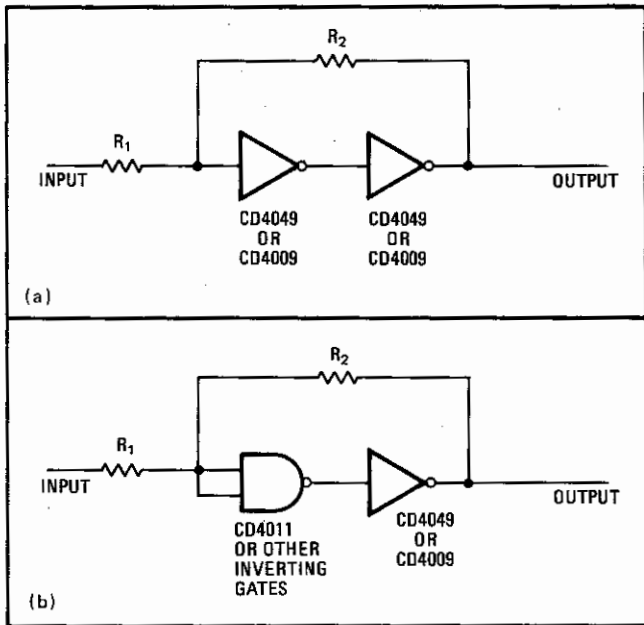 R2
R1
INPUT
OUTPUT
CD4049
OR
CD4009
CD4049
OR
CD4009
(a)
R2
R1
INPUT
OUTPUT
CD4011
OR OTHER
INVERTING
GATES
CD4049
OR
CD4009
(b)